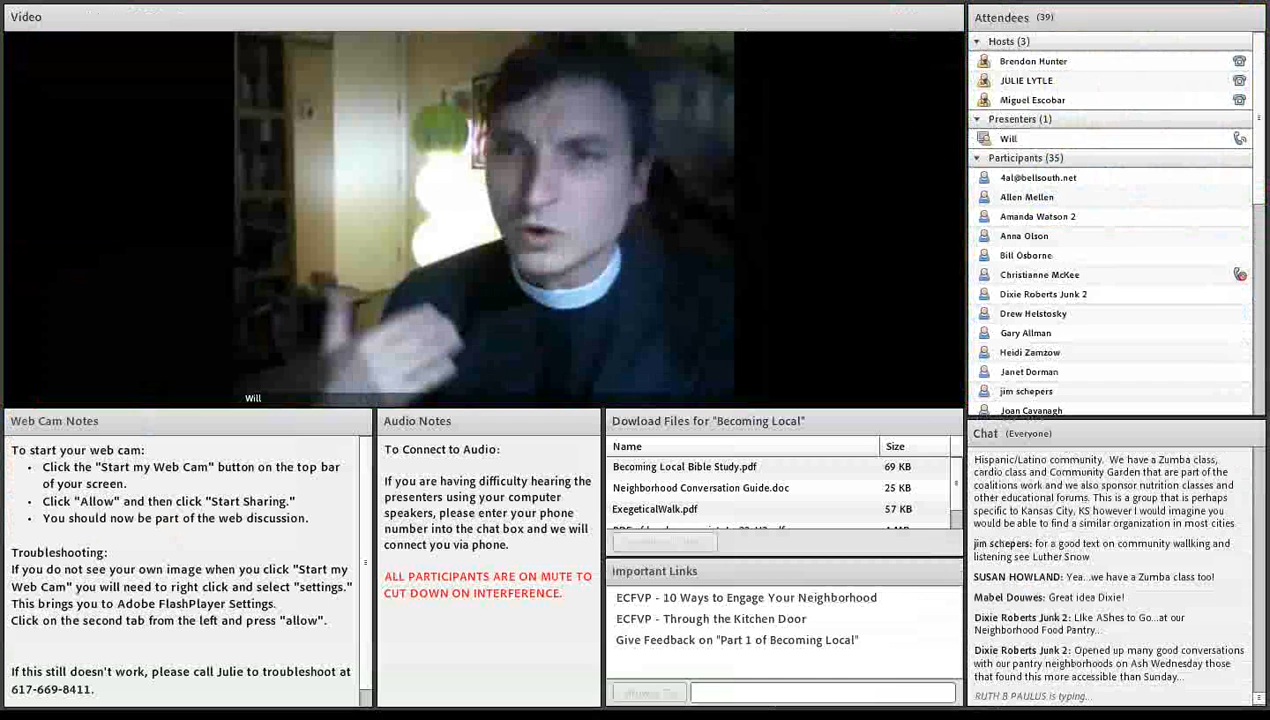 Video
Will
Attendees (39)
Hosts (3)
Brendon Hunter
JULIE LYTLE
Miguel Escobar
Presenters (1)
Will
Participants (35)
4al@bellsouth.net
Allen Mellen
Amanda Watson 2
Anna Olson
Bill Osborne
Christianne McKee
Dixie Roberts Junk 2
Drew Helstosky
Gary Allman
Heidi Zamzow
Janet Dorman
jim schepers
Joan Cavanagh
Web Cam Notes
To start your web cam:
• Click the "Start my Web Cam" button on the top bar
of your screen.
• Click "Allow" and then click "Start Sharing."
• You should now be part of the web discussion.
Troubleshooting:
If you do not see your own image when you click "Start my
Web Cam" you will need to right click and select "settings."
This brings you to Adobe FlashPlayer Settings.
Click on the second tab from the left and press "allow".
If this still doesn't work, please call Julie to troubleshoot at
617-669-8411.
Audio Notes
To Connect to Audio:
If you are having difficulty hearing the
presenters using your computer
speakers, please enter your phone
number into the chat box and we will
connect you via phone.
ALL PARTICIPANTS ARE ON MUTE TO
CUT DOWN ON INTERFERENCE.
Dowload Files for "Becoming Local"
Name Size
Becoming Local Bible Study.pdf 69 KB
Neighborhood Conversation Guide.doc 25 KB
ExegeticalWalk.pdf 57 KB
Important Links
ECFVP - 10 Ways to Engage Your Neighborhood
ECFVP - Through the Kitchen Door
Give Feedback on "Part 1 of Becoming Local"
Chat (Everyone)
Hispanic/Latino community. We have a Zumba class,
cardio class and Community Garden that are part of the
coalitions work and we also sponsor nutrition classes and
other educational forums. This is a group that is perhaps
specific to Kansas City, KS however I would imagine you
would be able to find a similar organization in most cities
jim schepers: for a good text on community wallking and
listening see Luther Snow
SUSAN HOWLAND: Yea...we have a Zumba class too!
Mabel Douwes: Great idea Dixie!
Dixie Roberts Junk 2: LIke AShes to Go...at our
Neighborhood Food Pantry...
Dixie Roberts Junk 2: Opened up many good conversations
with our pantry neighborhoods on Ash Wednesday those
that found this more accessible than Sunday...
RUTH B PAULUS is typing...